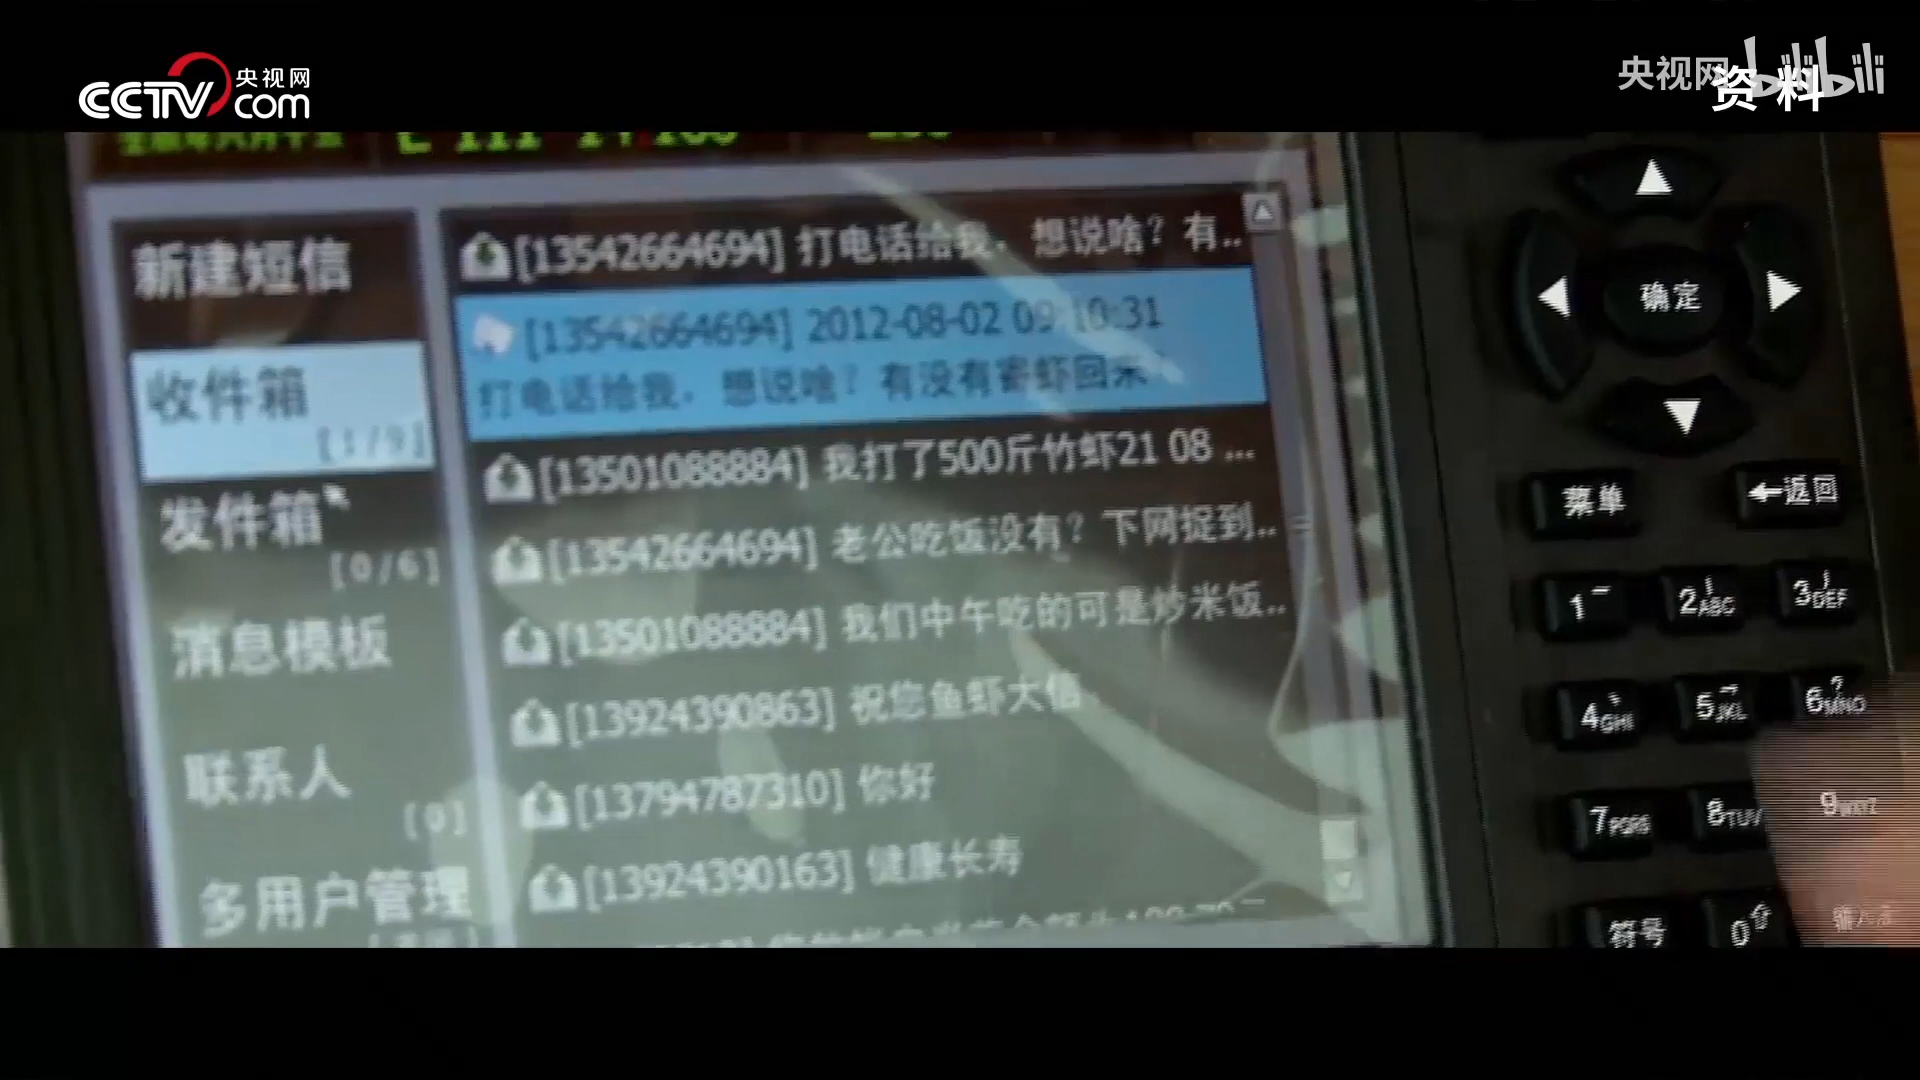 CCTV 央视网
com
央视网 bilibili
资料
新建短信
收件箱
[1/9]
发件箱
[0/6]
消息模板
联系人
[0]
多用户管理
[13542664694] 打电话给我. 想说啥? 有..
[13542664694] 2012-08-02 09:10:31
打电话给我. 想说啥? 有没有寄虾回来
[13501088884] 我打了500斤竹虾21 08 ...
[13542664694] 老公吃饭没有? 下网捉到..
[13501088884] 我们中午吃的可是炒米饭..
[13924390863] 祝您鱼虾大信.
[13794787310] 你好
[13924390163] 健康长寿
确定
菜单
返回
1
2ABC
3DEF
4GHI
5JKL
6MNO
7PQRS
8TUV
9WXYZ
符号
0